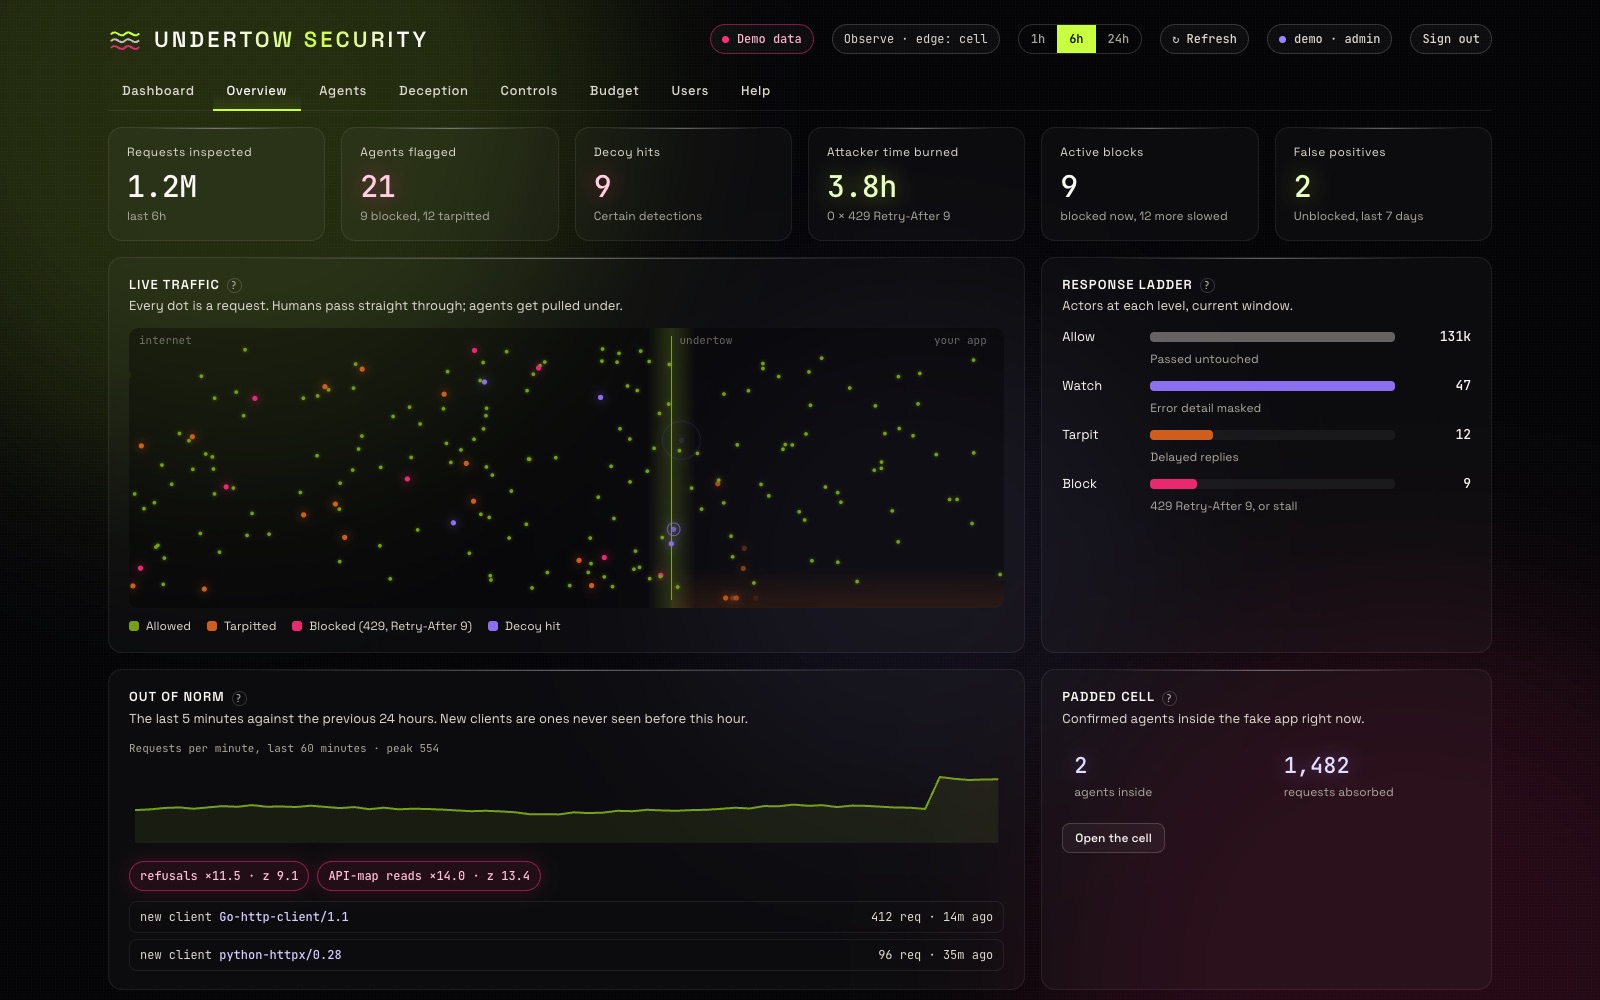 UNDERTOW SECURITY
Demo data
Observe · edge: cell
1h 6h 24h
↻ Refresh
demo · admin
Sign out
Dashboard Overview Agents Deception Controls Budget Users Help
Requests inspected
1.2M
last 6h
Agents flagged
21
9 blocked, 12 tarpitted
Decoy hits
9
Certain detections
Attacker time burned
3.8h
0 × 429 Retry-After 9
Active blocks
9
blocked now, 12 more slowed
False positives
2
Unblocked, last 7 days
LIVE TRAFFIC ?
Every dot is a request. Humans pass straight through; agents get pulled under.
internet undertow your app
Allowed Tarpitted Blocked (429, Retry-After 9) Decoy hit
RESPONSE LADDER ?
Actors at each level, current window.
Allow 131k
Passed untouched
Watch 47
Error detail masked
Tarpit 12
Delayed replies
Block 9
429 Retry-After 9, or stall
OUT OF NORM ?
The last 5 minutes against the previous 24 hours. New clients are ones never seen before this hour.
Requests per minute, last 60 minutes · peak 554
refusals ×11.5 · z 9.1
API-map reads ×14.0 · z 13.4
new client Go-http-client/1.1 412 req · 14m ago
new client python-httpx/0.28 96 req · 35m ago
PADDED CELL ?
Confirmed agents inside the fake app right now.
2 1,482
agents inside requests absorbed
Open the cell